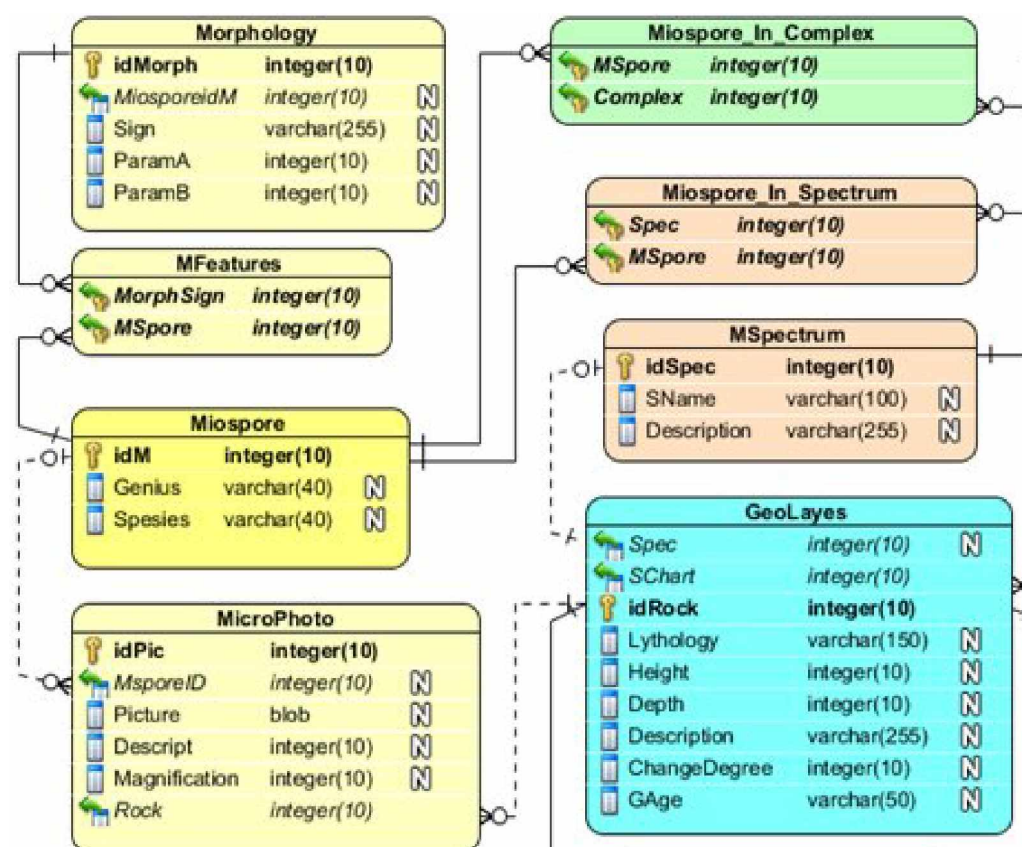 Morphology
idMorph integer(10)
MiosporeidM integer(10) N
Sign varchar(255) N
ParamA integer(10) N
ParamB integer(10) N
MFeatures
MorphSign integer(10)
MSpore integer(10)
Miospore
idM integer(10)
Genius varchar(40) N
Spesies varchar(40) N
MicroPhoto
idPic integer(10)
MsporeID integer(10) N
Picture blob N
Descript integer(10) N
Magnification integer(10) N
Rock integer(10)
Miospore_In_Complex
MSpore integer(10)
Complex integer(10)
Miospore_In_Spectrum
Spec integer(10)
MSpore integer(10)
MSpectrum
idSpec integer(10)
SName varchar(100) N
Description varchar(255) N
GeoLayes
Spec integer(10) N
SChart integer(10)
idRock integer(10)
Lythology varchar(150) N
Height integer(10) N
Depth integer(10) N
Description varchar(255) N
ChangeDegree integer(10) N
GAge varchar(50) N